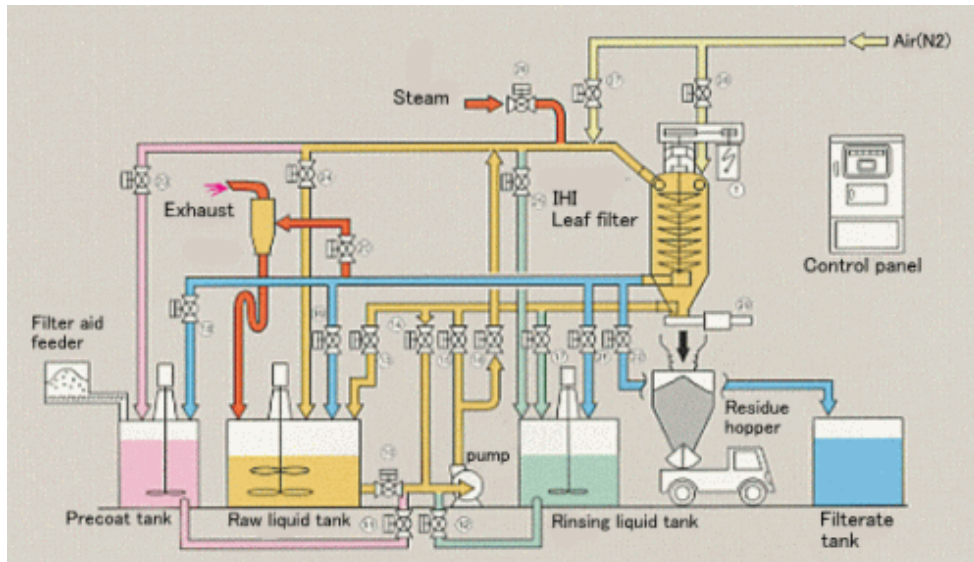 Air(N2)
Steam
Exhaust
IHI
Leaf filter
Control panel
Filter aid
feeder
Residue
hopper
pump
Precoat tank
Raw liquid tank
Rinsing liquid tank
Filterate
tank